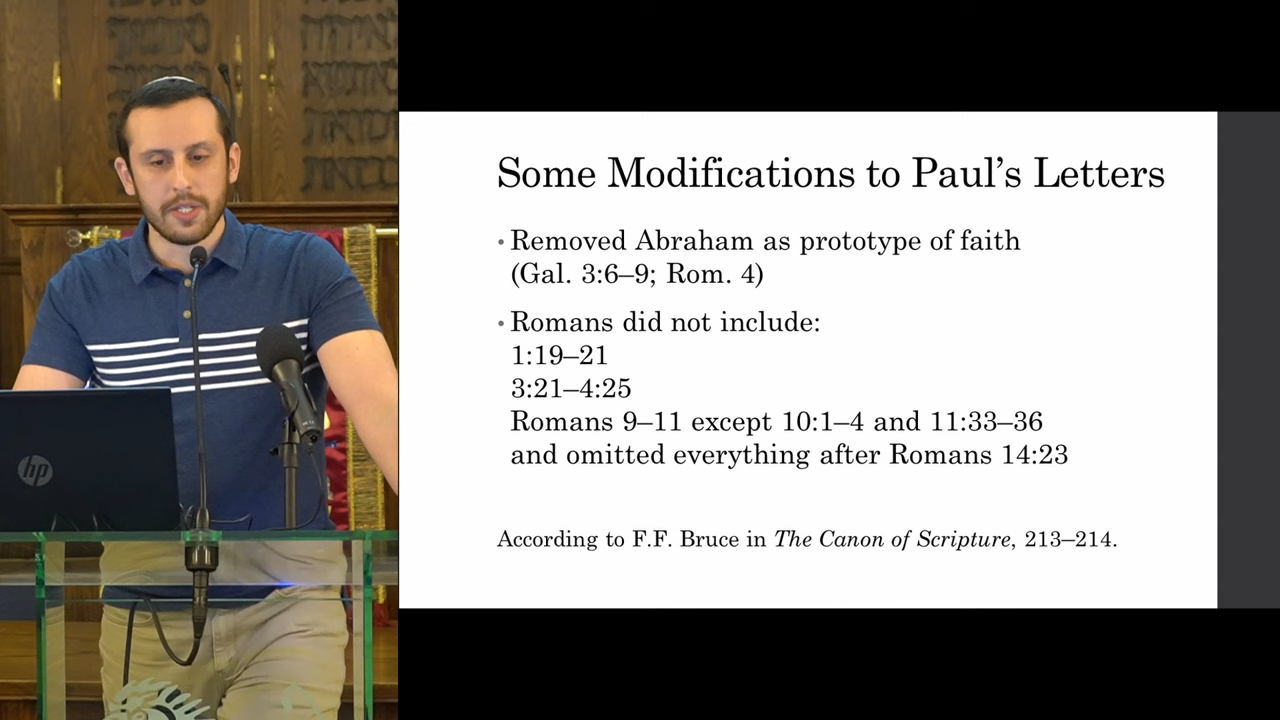 Some Modifications to Paul's Letters
• Removed Abraham as prototype of faith
(Gal. 3:6–9; Rom. 4)
• Romans did not include:
1:19–21
3:21–4:25
Romans 9–11 except 10:1–4 and 11:33–36
and omitted everything after Romans 14:23
According to F.F. Bruce in The Canon of Scripture, 213–214.
hp